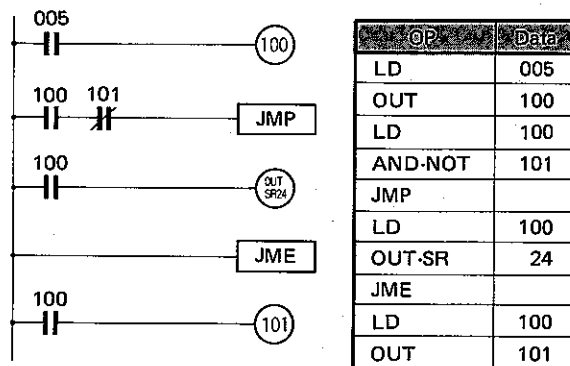 005
100
100 101
JMP
100
OUT
SR24
JME
100
101
OP Data
LD 005
OUT 100
LD 100
AND·NOT 101
JMP
LD 100
OUT·SR 24
JME
LD 100
OUT 101